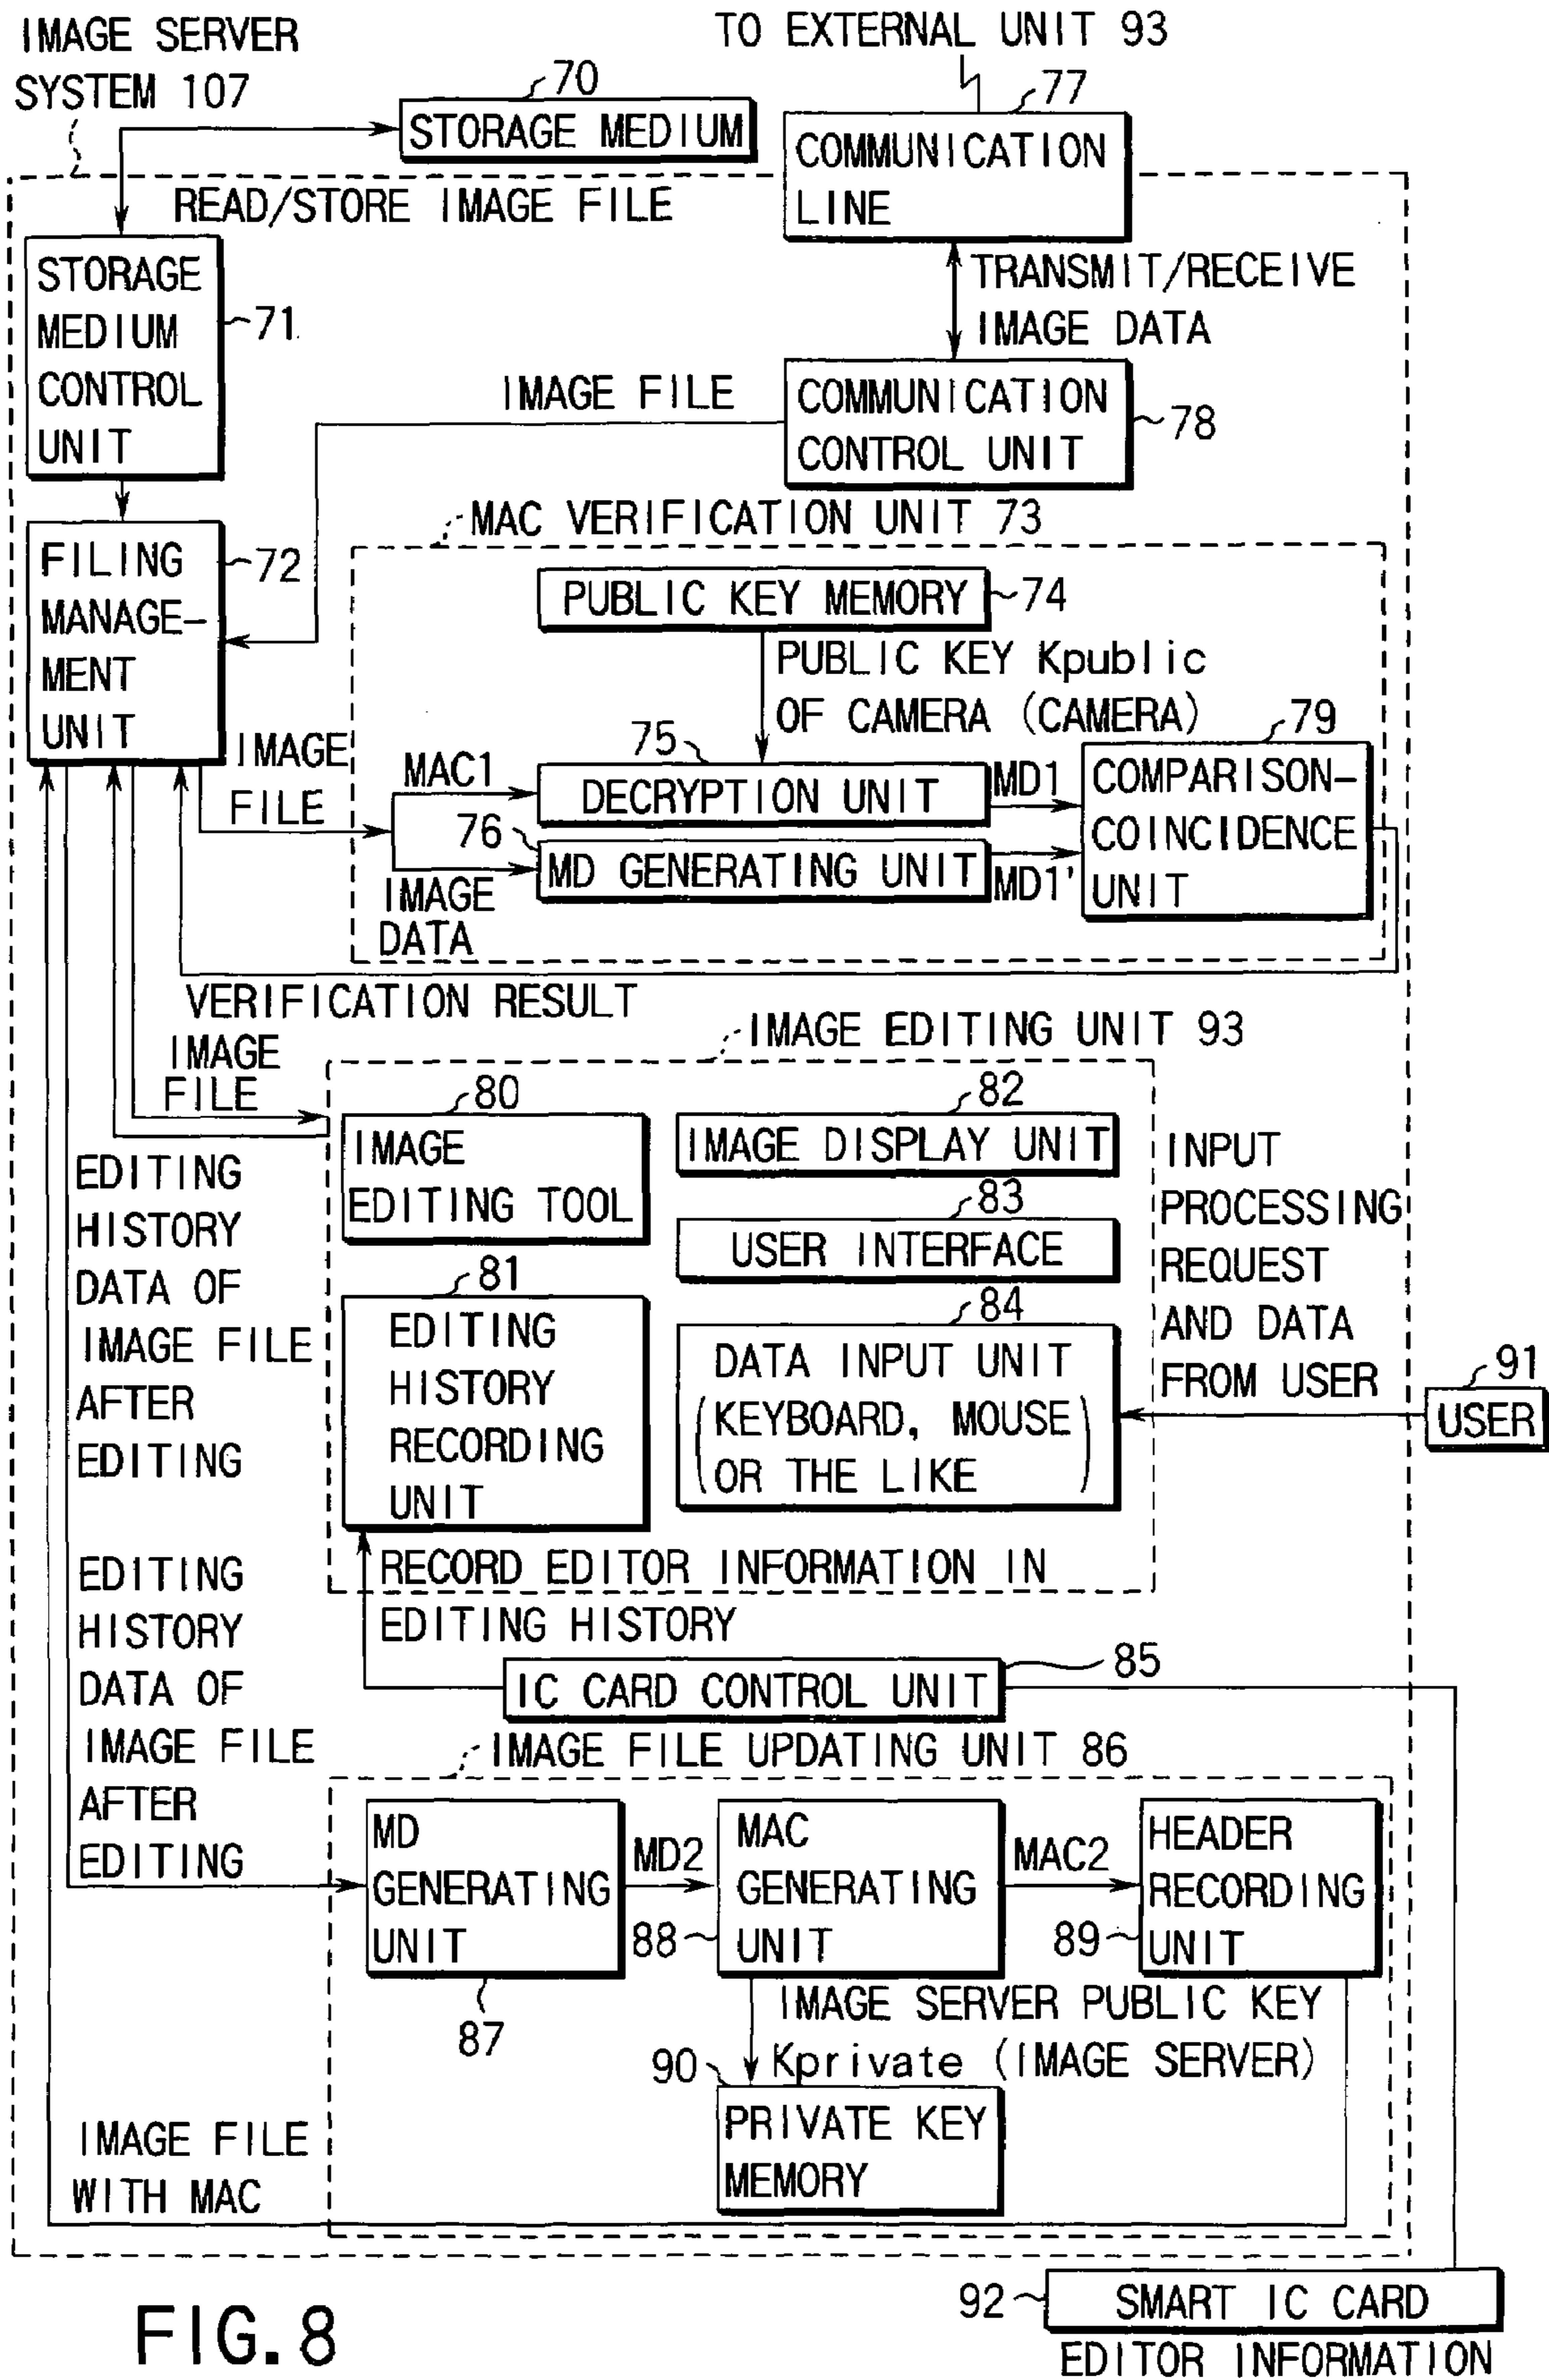 IMAGE SERVER
SYSTEM 107
TO EXTERNAL UNIT 93
70
STORAGE MEDIUM
77
COMMUNICATION
LINE
READ/STORE IMAGE FILE
STORAGE
MEDIUM
CONTROL
UNIT
71
TRANSMIT/RECEIVE
IMAGE DATA
IMAGE FILE
COMMUNICATION
CONTROL UNIT
78
MAC VERIFICATION UNIT 73
FILING
MANAGE-
MENT
UNIT
72
PUBLIC KEY MEMORY
74
PUBLIC KEY Kpublic
OF CAMERA (CAMERA)
IMAGE
FILE
MAC1
75
DECRYPTION UNIT
MD1
79
COMPARISON-
COINCIDENCE
UNIT
76
MD GENERATING UNIT
MD1'
IMAGE
DATA
VERIFICATION RESULT
IMAGE
FILE
IMAGE EDITING UNIT 93
80
IMAGE
EDITING TOOL
82
IMAGE DISPLAY UNIT
83
USER INTERFACE
81
EDITING
HISTORY
RECORDING
UNIT
84
DATA INPUT UNIT
(KEYBOARD, MOUSE
OR THE LIKE)
INPUT
PROCESSING
REQUEST
AND DATA
FROM USER
91
USER
EDITING
HISTORY
DATA OF
IMAGE FILE
AFTER
EDITING
RECORD EDITOR INFORMATION IN
EDITING HISTORY
EDITING
HISTORY
DATA OF
IMAGE FILE
AFTER
EDITING
IC CARD CONTROL UNIT
85
IMAGE FILE UPDATING UNIT 86
MD
GENERATING
UNIT
87
MD2
MAC
GENERATING
UNIT
88
MAC2
HEADER
RECORDING
UNIT
89
IMAGE SERVER PUBLIC KEY
Kprivate (IMAGE SERVER)
90
PRIVATE KEY
MEMORY
IMAGE FILE
WITH MAC
92
SMART IC CARD
EDITOR INFORMATION
FIG. 8